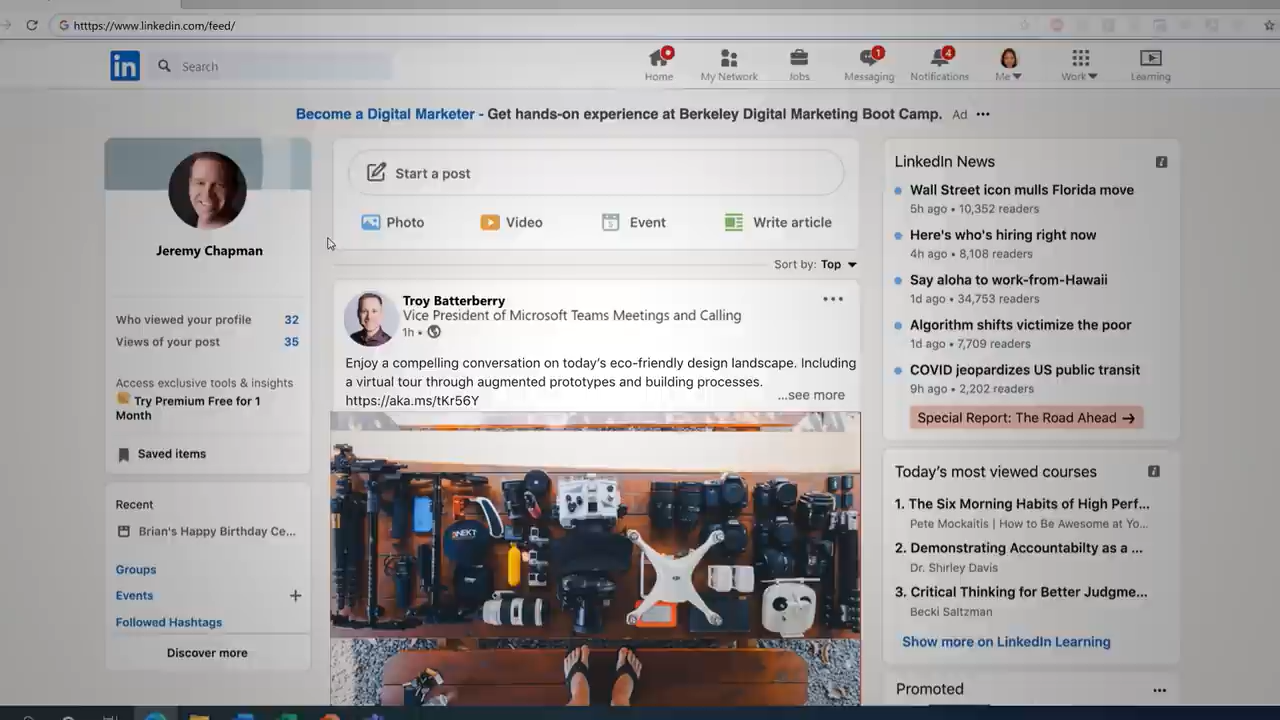 htttps://www.linkedin.com/feed/
in
Search
Home
My Network
Jobs
1
Messaging
4
Notifications
Me
Work
Learning
Become a Digital Marketer - Get hands-on experience at Berkeley Digital Marketing Boot Camp. Ad
Jeremy Chapman
Who viewed your profile 32
Views of your post 35
Access exclusive tools & insights
Try Premium Free for 1
Month
Saved items
Recent
Brian's Happy Birthday Ce...
Groups
Events
Followed Hashtags
Discover more
Start a post
Photo
Video
Event
Write article
Sort by: Top
Troy Batterberry
Vice President of Microsoft Teams Meetings and Calling
1h •
Enjoy a compelling conversation on today's eco-friendly design landscape. Including
a virtual tour through augmented prototypes and building processes.
https://aka.ms/tKr56Y
...see more
LinkedIn News
Wall Street icon mulls Florida move
5h ago • 10,352 readers
Here's who's hiring right now
4h ago • 8,108 readers
Say aloha to work-from-Hawaii
1d ago • 34,753 readers
Algorithm shifts victimize the poor
1d ago • 7,709 readers
COVID jeopardizes US public transit
9h ago • 2,202 readers
Special Report: The Road Ahead →
Today's most viewed courses
1. The Six Morning Habits of High Perf...
Pete Mockaitis | How to Be Awesome at Yo...
2. Demonstrating Accountabilty as a ...
Dr. Shirley Davis
3. Critical Thinking for Better Judgme...
Becki Saltzman
Show more on LinkedIn Learning
Promoted